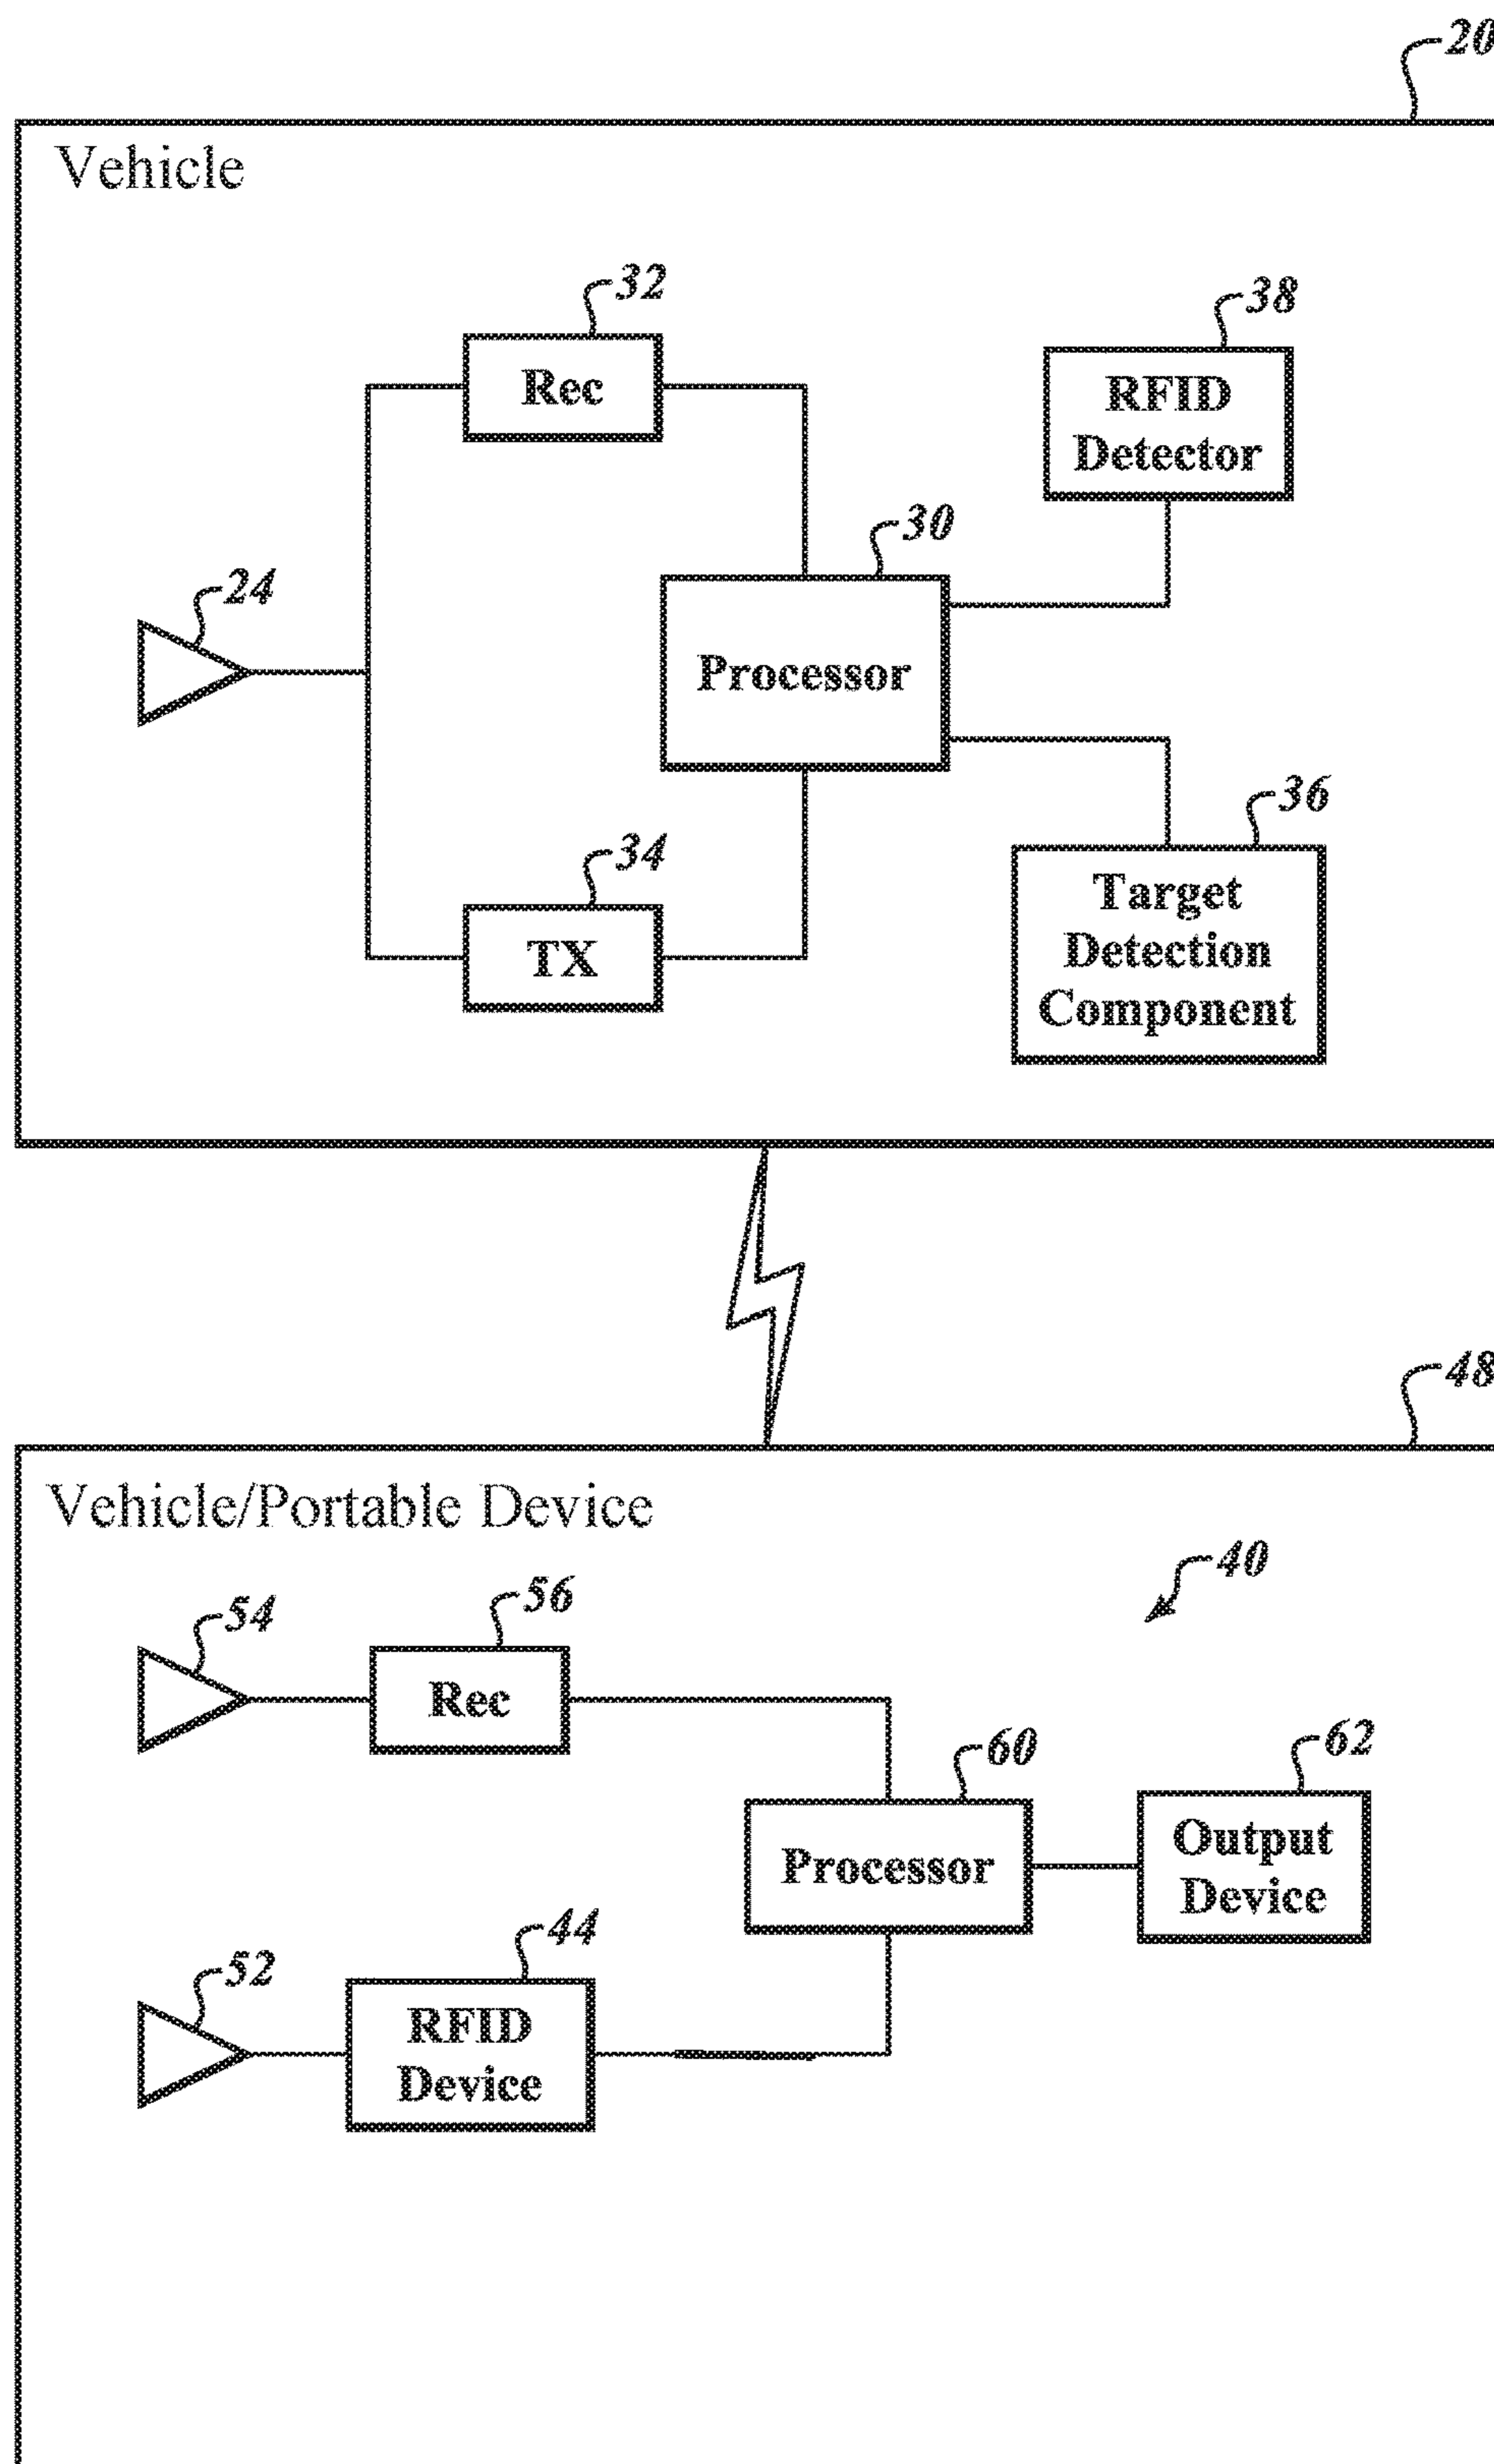 20
Vehicle
32
Rec
38
RFID
Detector
30
Processor
24
34
TX
36
Target
Detection
Component
48
Vehicle/Portable Device
40
54
56
Rec
60
Processor
62
Output
Device
52
44
RFID
Device